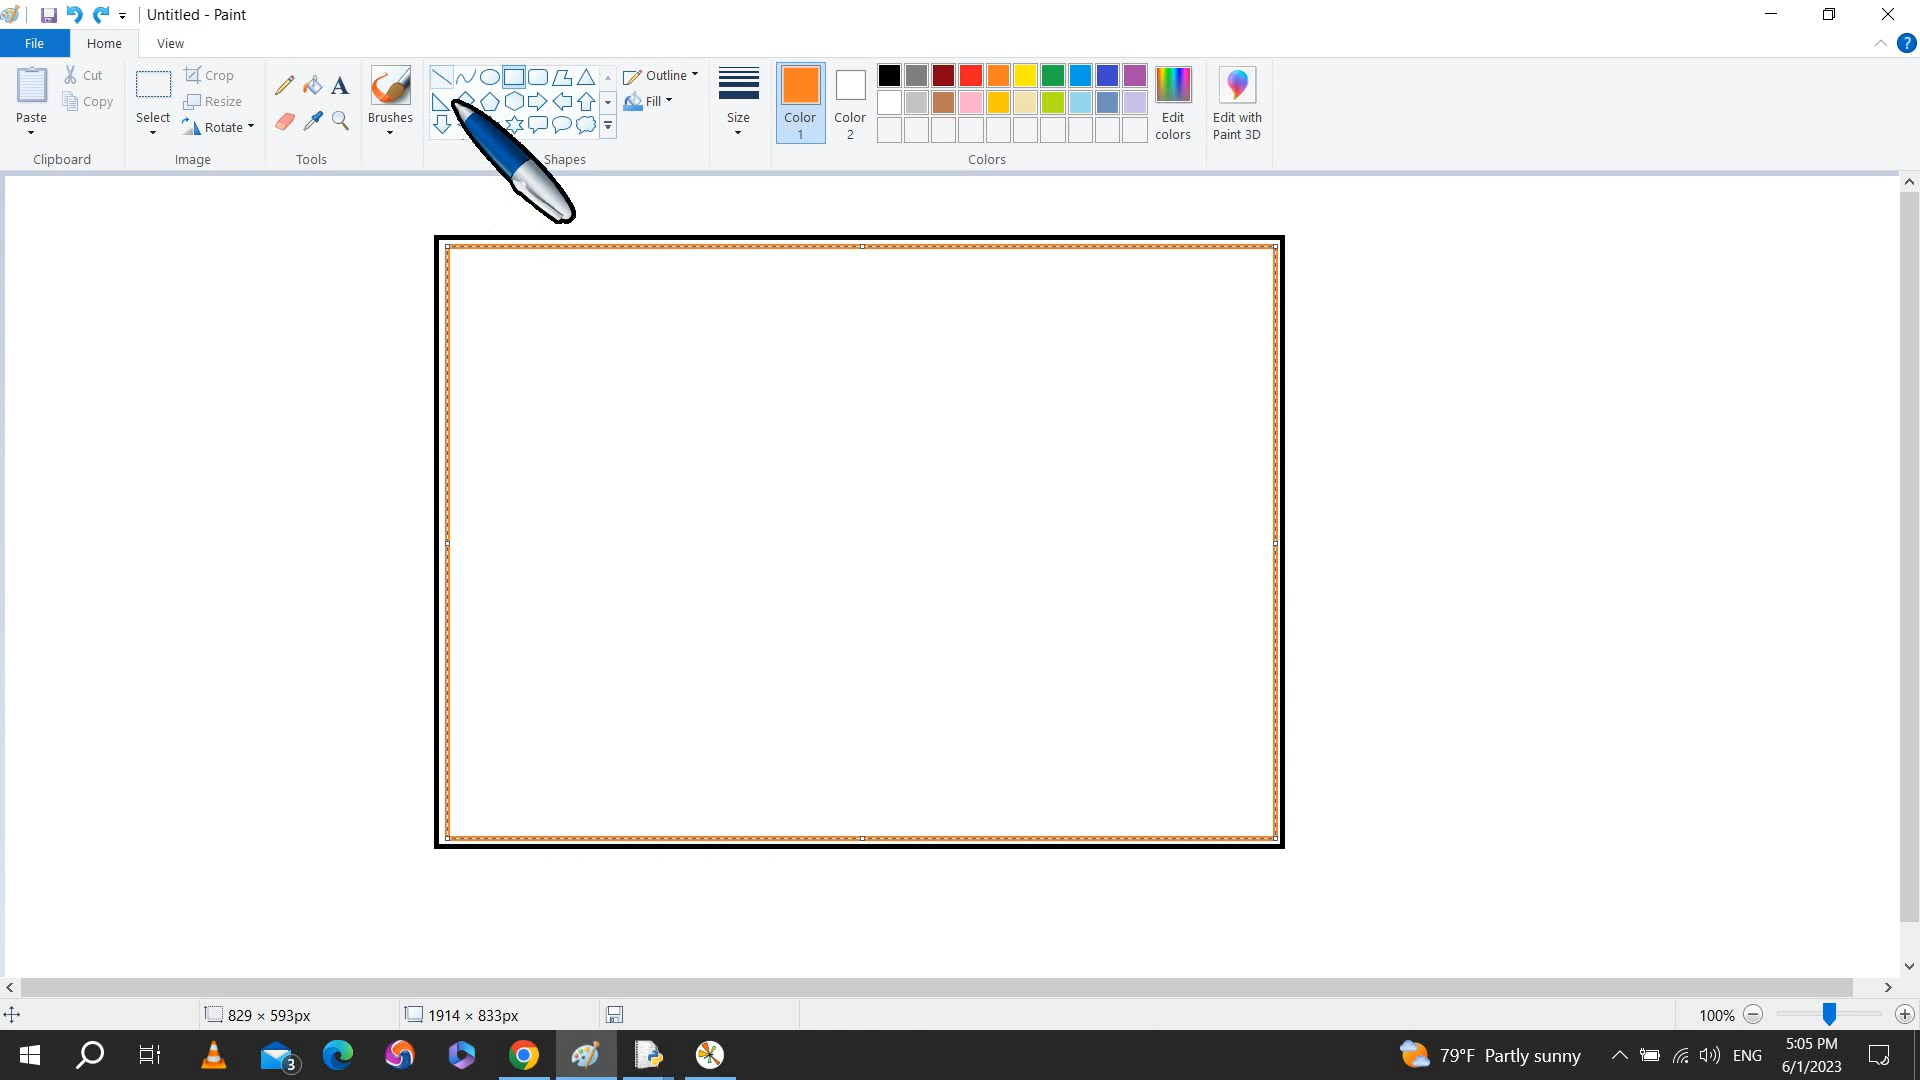 Untitled - Paint
File
Home
View
?
Paste
Cut
Copy
Clipboard
Select
Crop
Resize
Rotate
Image
A
Tools
Brushes
Outline
Fill
Shapes
Size
Color
1
Color
2
Edit
colors
Colors
Edit with
Paint 3D
829 × 593px
1914 × 833px
100%
3
79°F Partly sunny
ENG
5:05 PM
6/1/2023